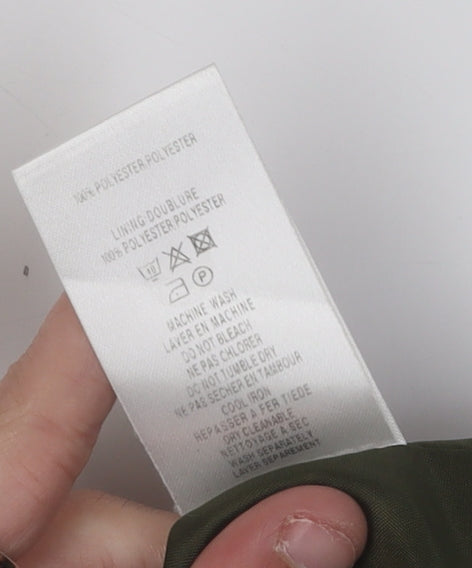 100% POLYESTER/POLYESTER
LINING DOUBLURE
100% POLYESTER/POLYESTER
P
MACHINE WASH
LAVER EN MACHINE
DO NOT BLEACH
NE PAS CHLORER
DO NOT TUMBLE DRY
NE PAS SECHER EN TAMBOUR
COOL IRON
REPASSER A FER TIEDE
DRY CLEANABLE
NETTOYAGE A SEC
WASH SEPARATELY
LAVER SEPAREMENT